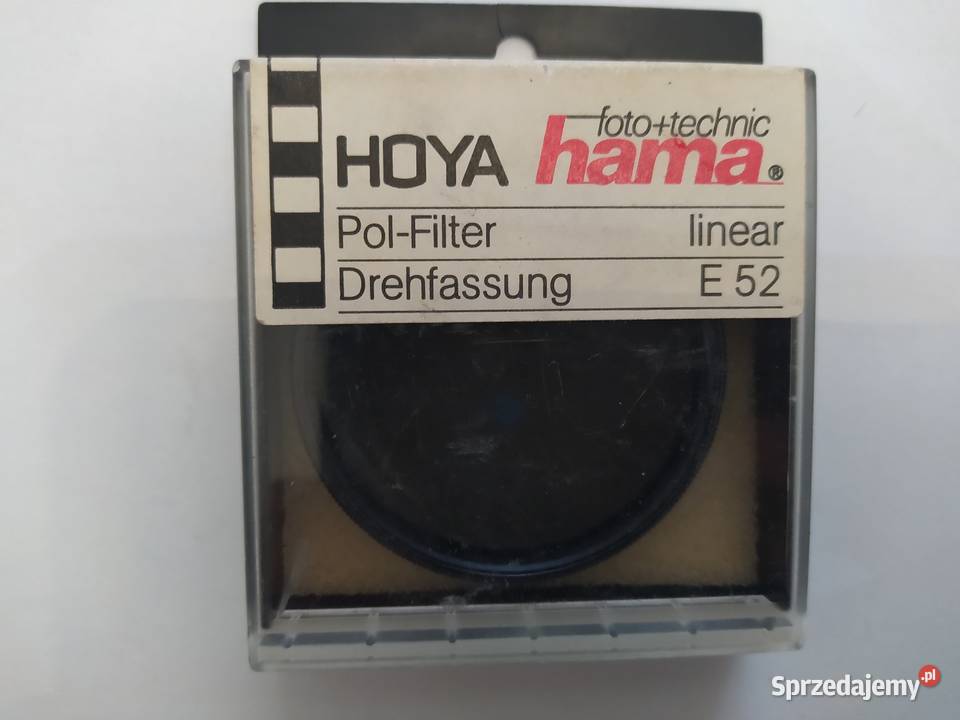 foto+technic
HOYA hama®
Pol-Filter linear
Drehfassung E 52
Sprzedajemy.pl